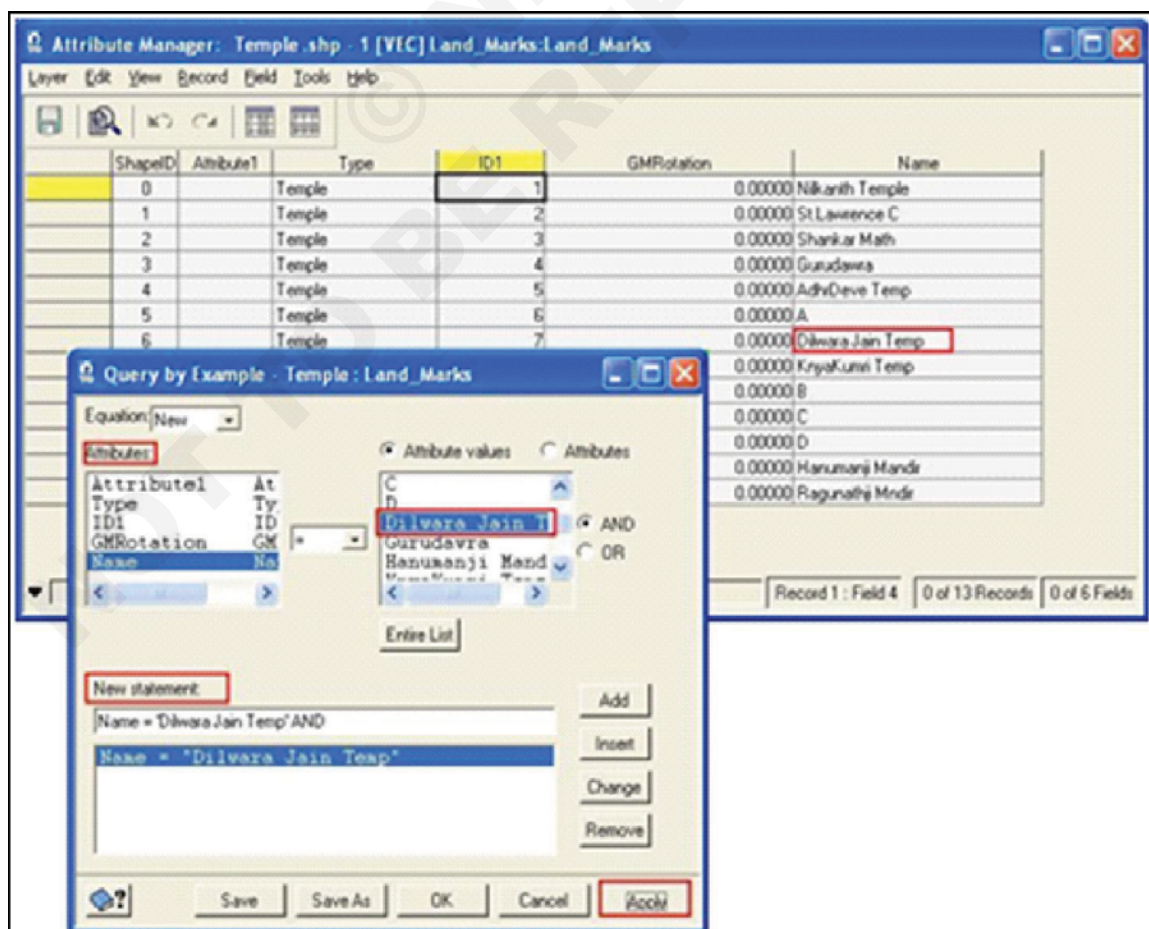 Attribute Manager: Temple.shp - 1 [VEC] Land_Marks:Land_Marks
Layer Edit View Record Field Tools Help
ShapeID Attribute1 Type ID1 GMRotation Name
0 Temple 1 0.00000 Nilkanth Temple
1 Temple 2 0.00000 St.Lawrence C
2 Temple 3 0.00000 Shankar Math
3 Temple 4 0.00000 Gurudawra
4 Temple 5 0.00000 AdhiDeve Temp
5 Temple 6 0.00000 A
6 Temple 7 0.00000 Dilwara Jain Temp
0.00000 KnyaKumri Temp
0.00000 B
0.00000 C
0.00000 D
0.00000 Hanumanji Mandir
0.00000 Ragunathji Mndir
Record 1 : Field 4 0 of 13 Records 0 of 6 Fields
Query by Example - Temple : Land_Marks
Equation: New
Attributes: Attribute values Attributes
Attribute1 At
Type Ty
ID1 ID
GMRotation GM
Name Na
=
C
D
Dilwara Jain T
Gurudavra
Hanumanji Mand
AND
OR
Entire List
New statement:
Name = "Dilwara Jain Temp" AND
Name = "Dilwara Jain Temp"
Add
Insert
Change
Remove
? Save Save As OK Cancel Apply